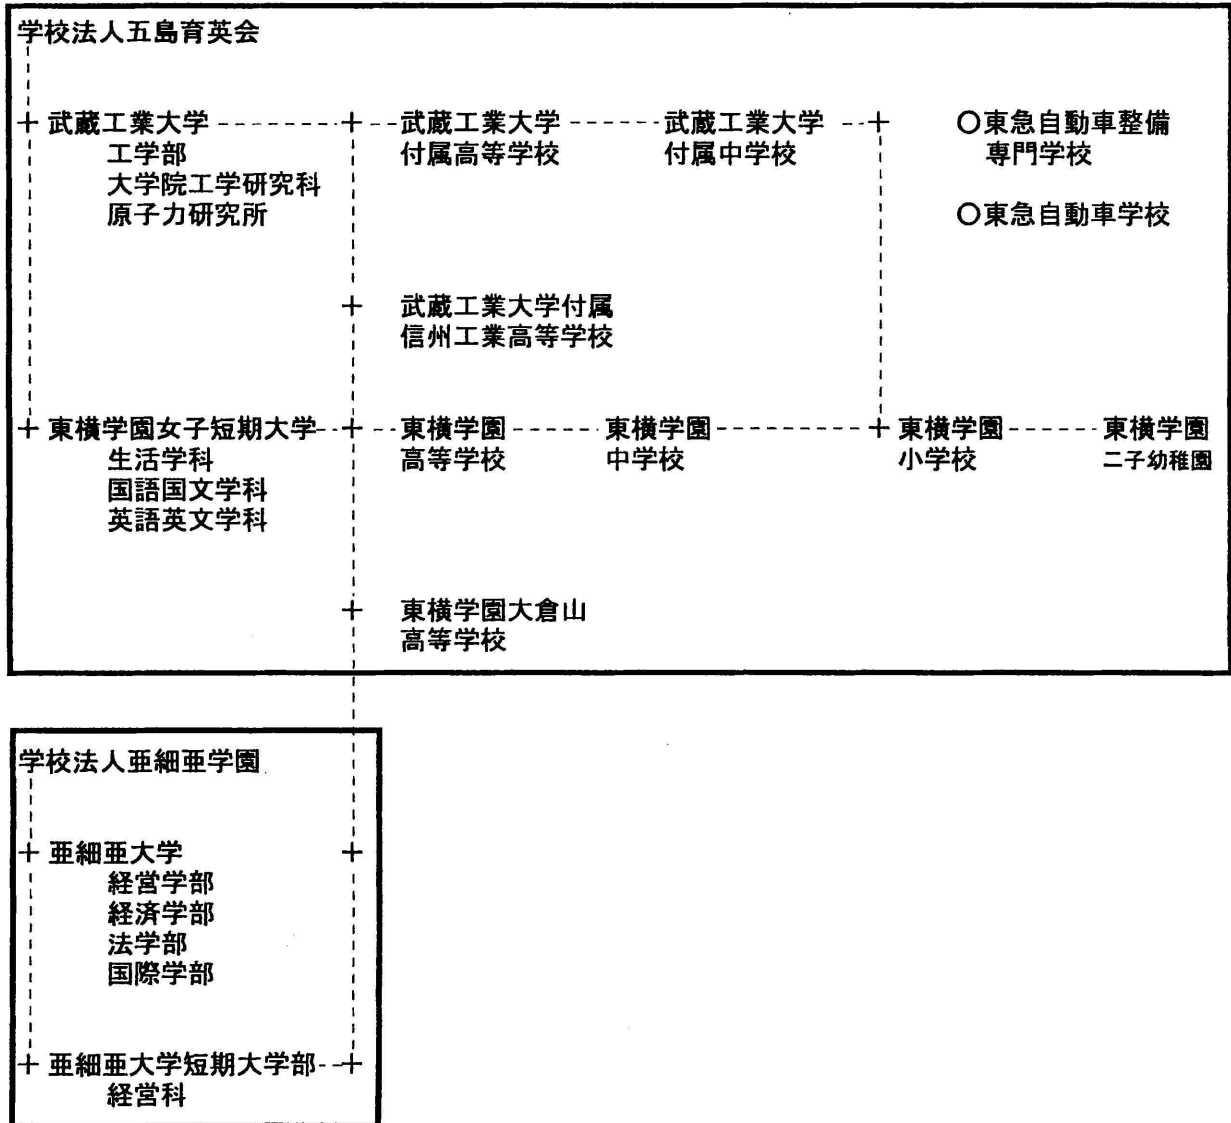 学校法人五島育英会
武蔵工業大学
工学部
大学院工学研究科
原子力研究所
武蔵工業大学
付属高等学校
武蔵工業大学
付属中学校
○東急自動車整備
専門学校
○東急自動車学校
武蔵工業大学付属
信州工業高等学校
東横学園女子短期大学
生活学科
国語国文学科
英語英文学科
東横学園
高等学校
東横学園
中学校
東横学園
小学校
東横学園
二子幼稚園
東横学園大倉山
高等学校
学校法人亜細亜学園
亜細亜大学
経営学部
経済学部
法学部
国際学部
亜細亜大学短期大学部
経営科